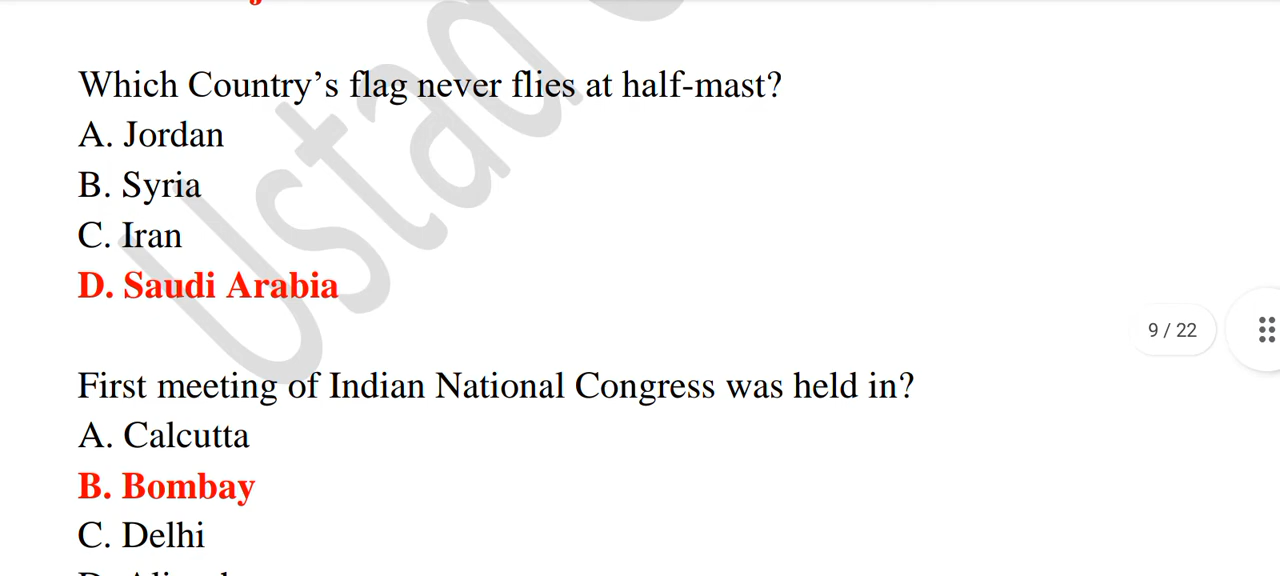 Which Country’s flag never flies at half-mast?
A. Jordan
B. Syria
C. Iran
D. Saudi Arabia
9 / 22
First meeting of Indian National Congress was held in?
A. Calcutta
B. Bombay
C. Delhi